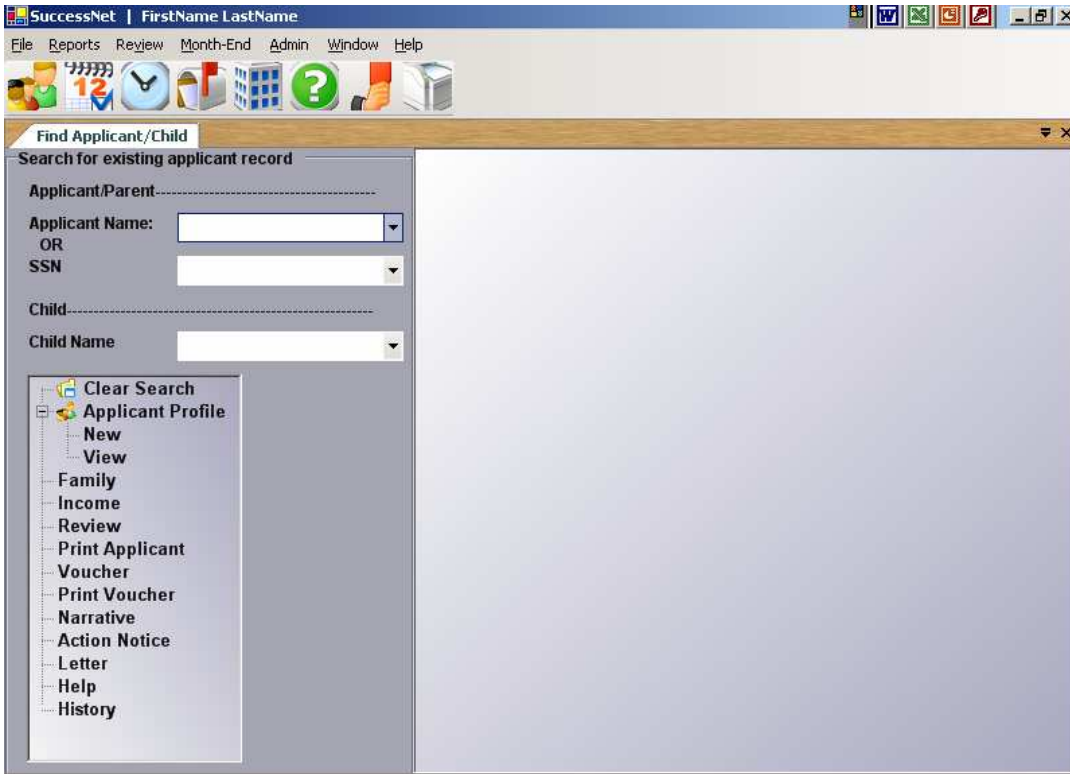 SuccessNet | FirstName LastName
File Reports Review Month-End Admin Window Help
12
Find Applicant/Child
Search for existing applicant record
Applicant/Parent-----------------------------------------
Applicant Name:
OR
SSN
Child---------------------------------------------------------
Child Name
Clear Search
Applicant Profile
New
View
Family
Income
Review
Print Applicant
Voucher
Print Voucher
Narrative
Action Notice
Letter
Help
History